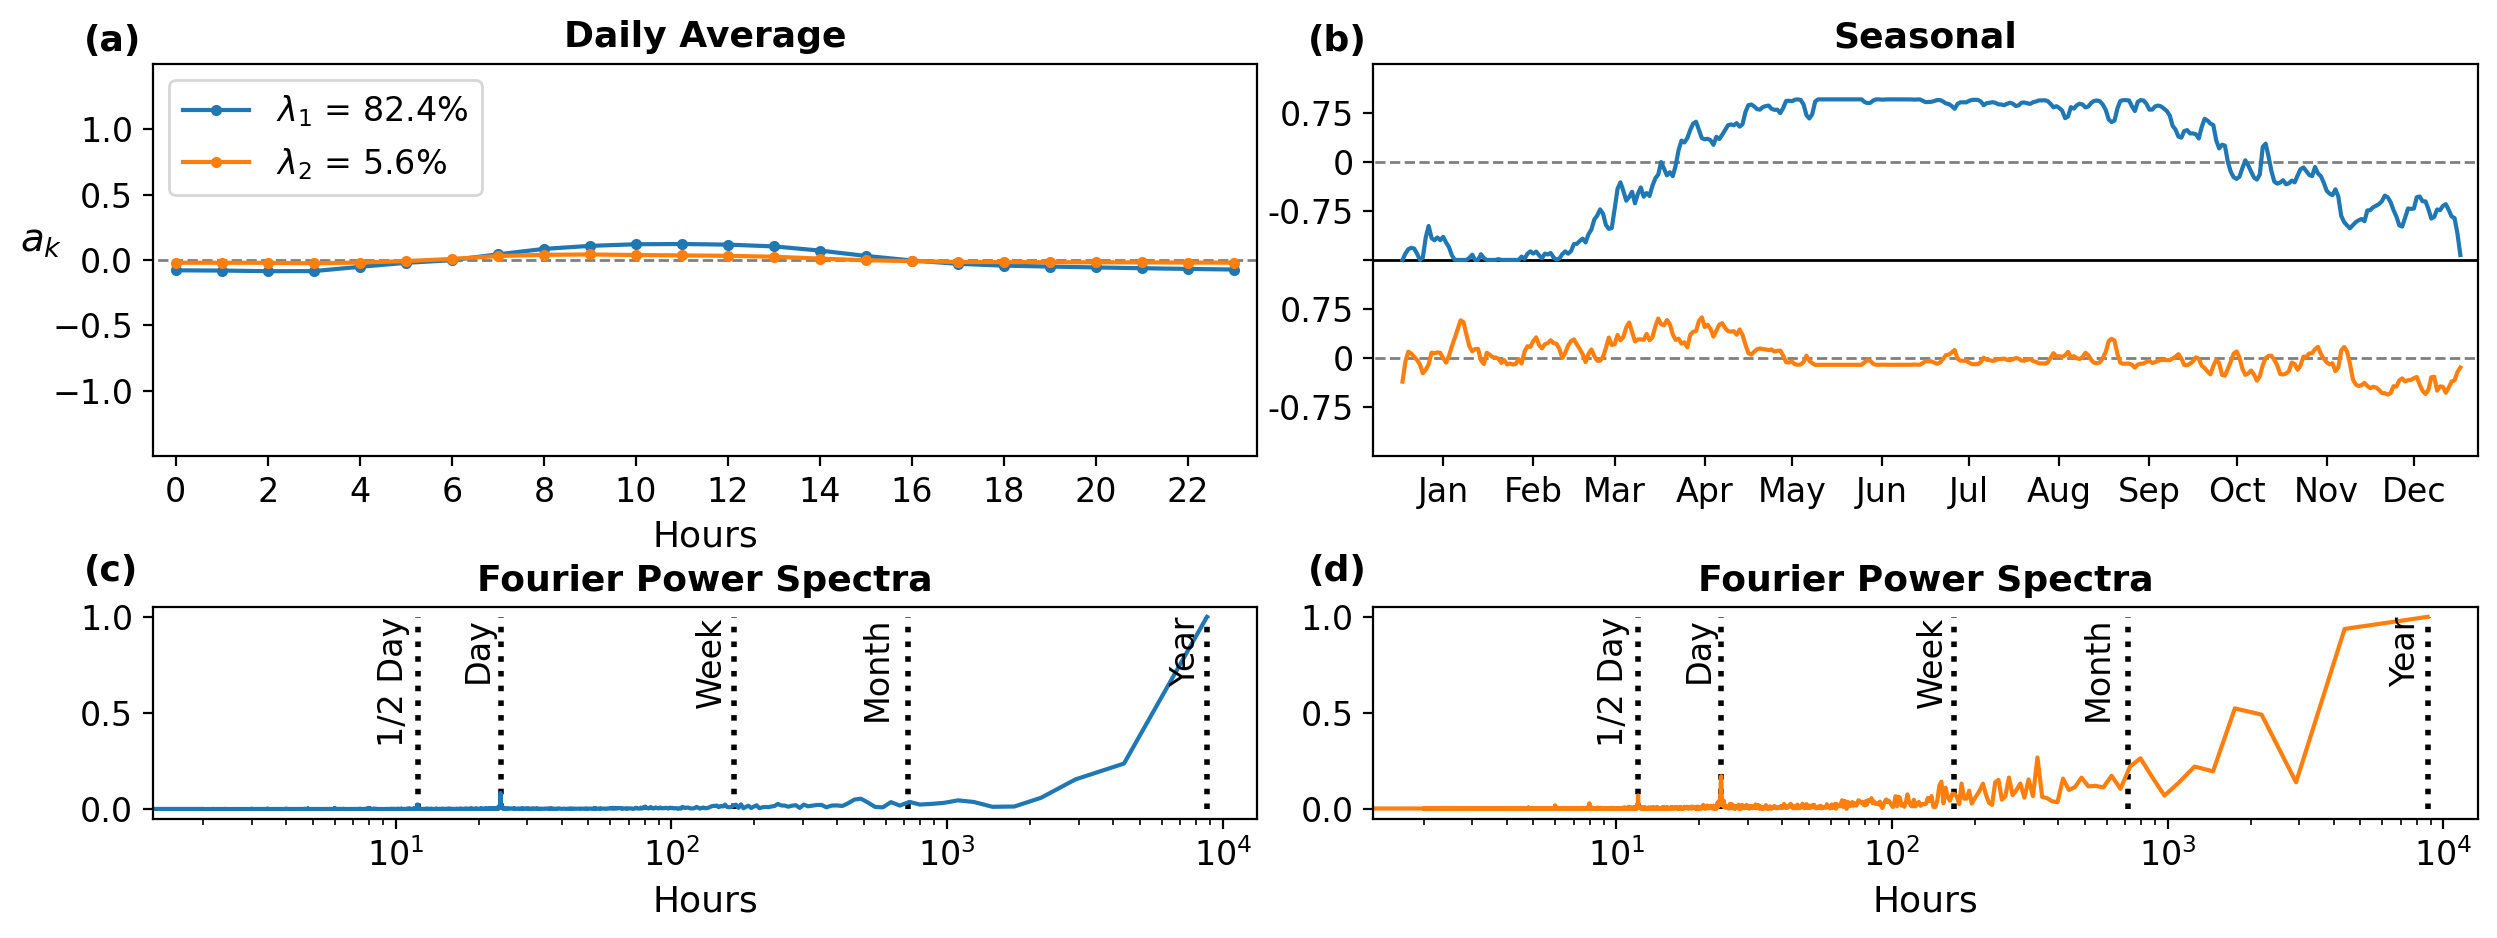 (a)
Daily Average
λ1 = 82.4%
λ2 = 5.6%
ak
1.0
0.5
0.0
−0.5
−1.0
0 2 4 6 8 10 12 14 16 18 20 22
Hours
(b)
Seasonal
0.75
0
-0.75
0.75
0
-0.75
Jan Feb Mar Apr May Jun Jul Aug Sep Oct Nov Dec
(c)
Fourier Power Spectra
1.0
0.5
0.0
1/2 Day
Day
Week
Month
Year
10^1 10^2 10^3 10^4
Hours
(d)
Fourier Power Spectra
1.0
0.5
0.0
1/2 Day
Day
Week
Month
Year
10^1 10^2 10^3 10^4
Hours